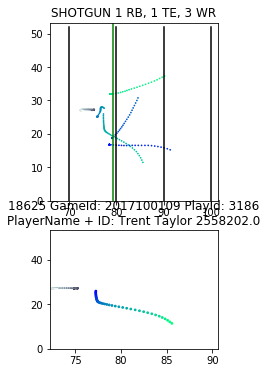 SHOTGUN 1 RB, 1 TE, 3 WR
50
40
30
20
10
0
70 80 90 100
18625 GameId: 2017100109 PlayId: 3186
PlayerName + ID: Trent Taylor 2558202.0
40
20
0
75 80 85 90